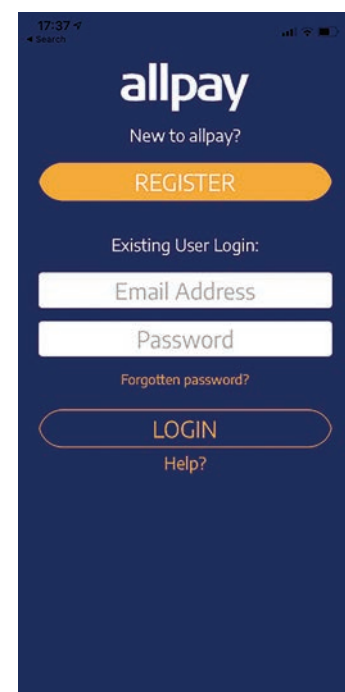 17:37
◀ Search
allpay
New to allpay?
REGISTER
Existing User Login:
Email Address
Password
Forgotten password?
LOGIN
Help?